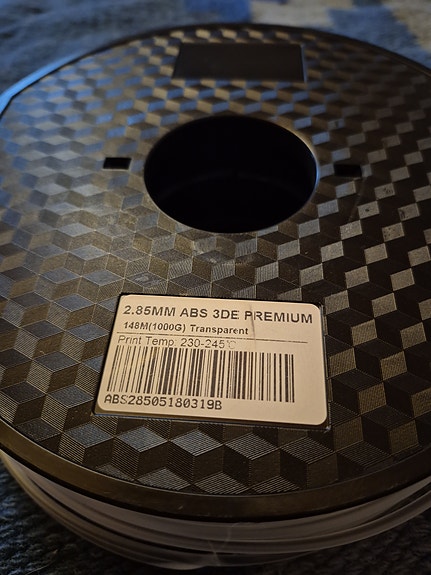 2.85MM ABS 3DE PREMIUM
148M(1000G) Transparent
Print Temp: 230-245℃
ABS28505180319B